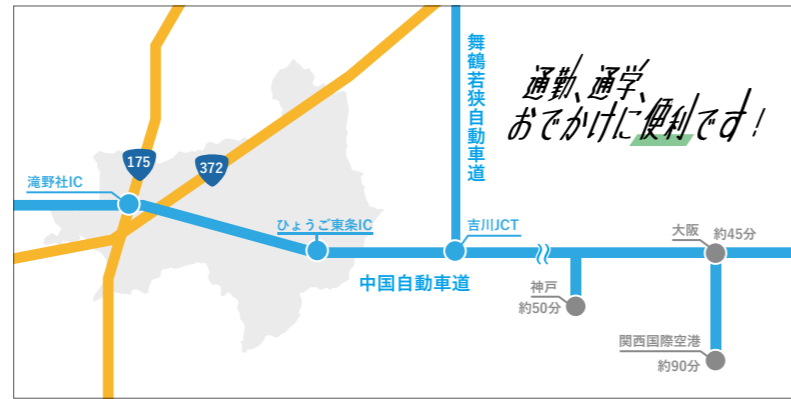 通勤、通学、
おでかけに便利です!
舞鶴若狭自動車道
175
372
滝野社IC
ひょうご東条IC
吉川JCT
大阪
約45分
中国自動車道
神戸
約50分
関西国際空港
約90分